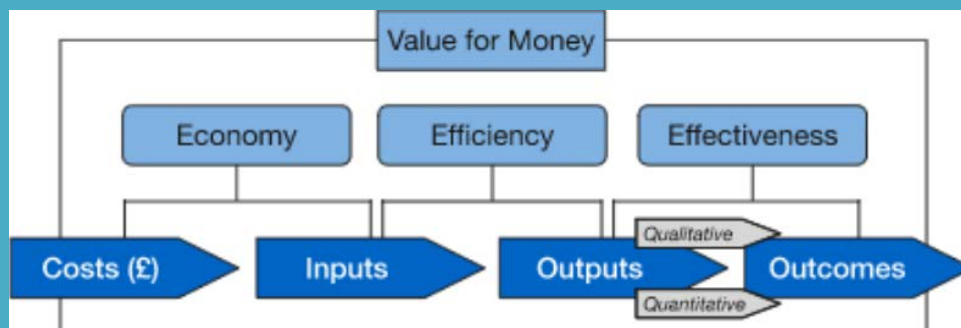 Value for Money
Economy
Efficiency
Effectiveness
Qualitative
Costs (£)
Inputs
Outputs
Outcomes
Quantitative